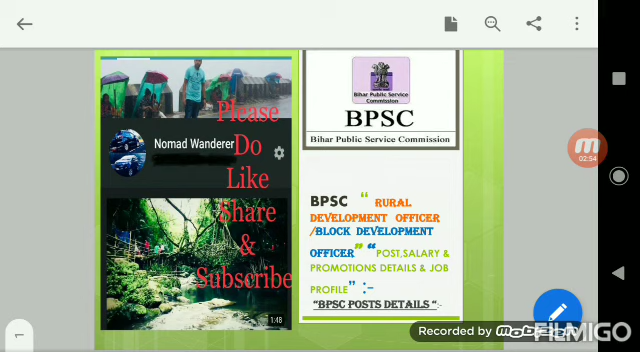 Please
Do
Like
Share
&
Subscribe
Nomad Wanderer
1:48
Bihar Public Service
Commission
BPSC
Bihar Public Service Commission
BPSC “ RURAL
DEVELOPMENT OFFICER
/BLOCK DEVELOPMENT
OFFICER” “POST,SALARY &
PROMOTIONS DETAILS & JOB
PROFILE” :-
“BPSC POSTS DETAILS “:-
02:54
1
Recorded by
FILMIGO